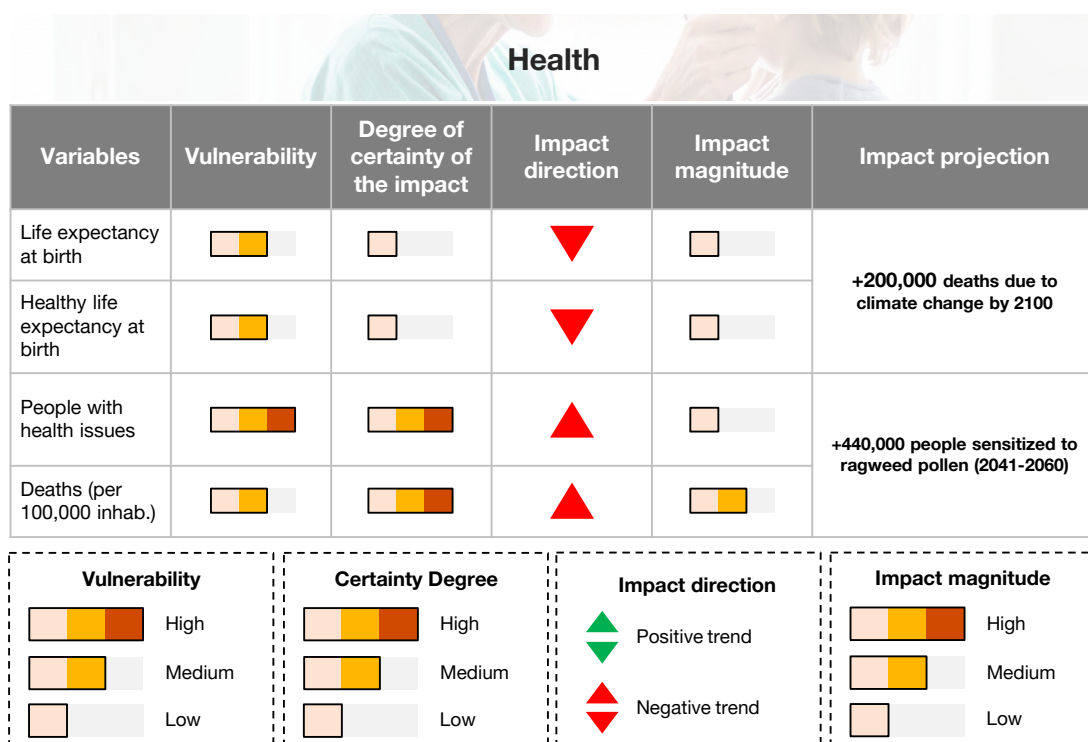 Health
Variables
Vulnerability
Degree of
certainty of
the impact
Impact
direction
Impact
magnitude
Impact projection
Life expectancy
at birth
Healthy life
expectancy at
birth
+200,000 deaths due to
climate change by 2100
People with
health issues
Deaths (per
100,000 inhab.)
+440,000 people sensitized to
ragweed pollen (2041-2060)
Vulnerability
High
Medium
Low
Certainty Degree
High
Medium
Low
Impact direction
Positive trend
Negative trend
Impact magnitude
High
Medium
Low